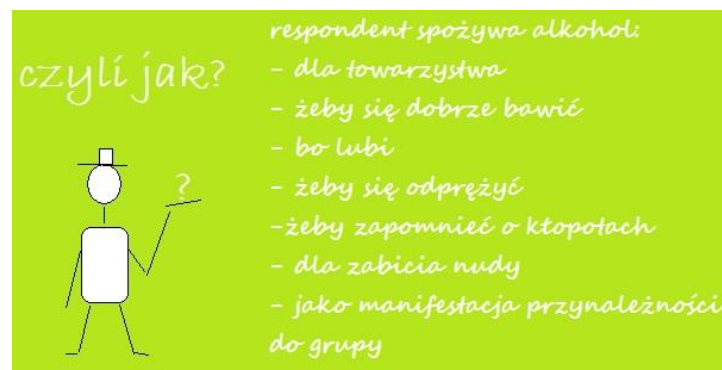 czyli jak?
?
respondent spożywa alkohol:
- dla towarzystwa
- żeby się dobrze bawić
- bo lubi
- żeby się odprężyć
-żeby zapomnieć o kłopotach
- dla zabicia nudy
- jako manifestacja przynależności
do grupy